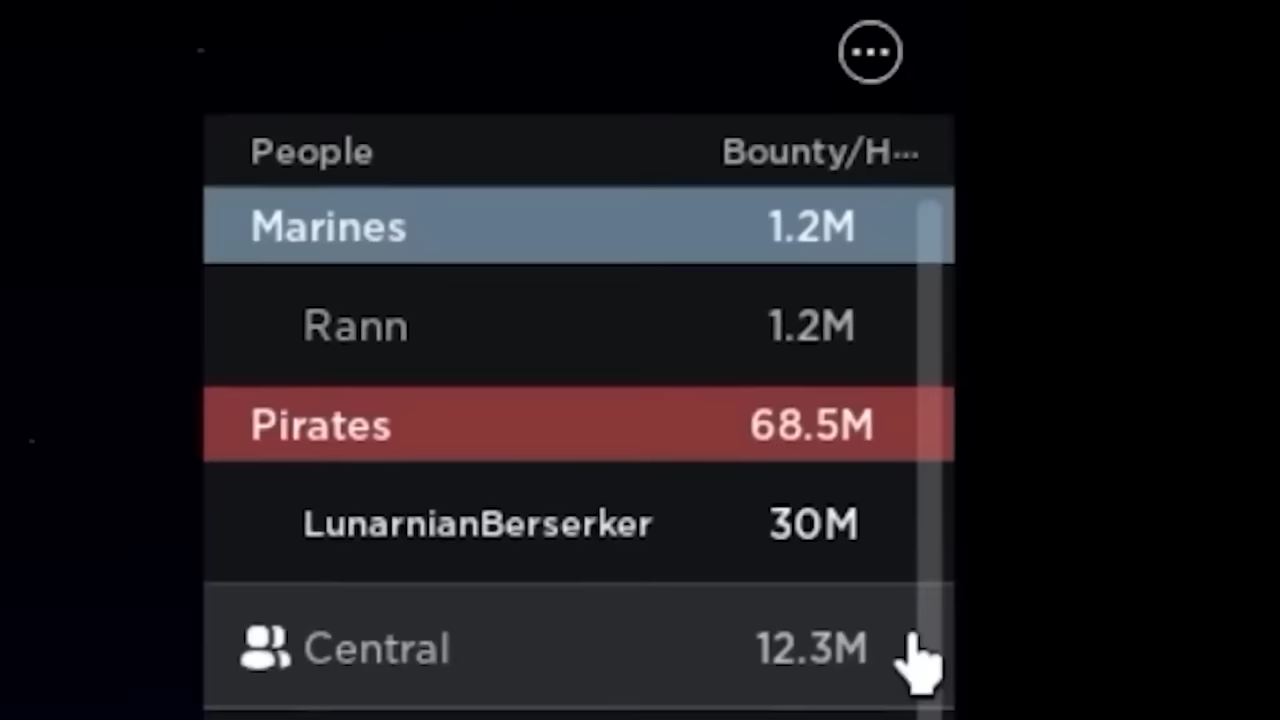 People Bounty/H...
Marines 1.2M
Rann 1.2M
Pirates 68.5M
LunarnianBerserker 30M
Central 12.3M